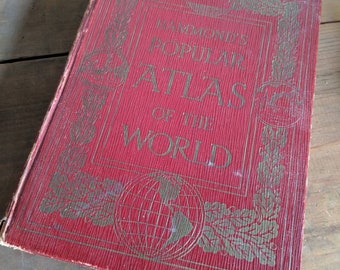 HAMMOND'S
POPULAR
ATLAS
OF THE
WORLD